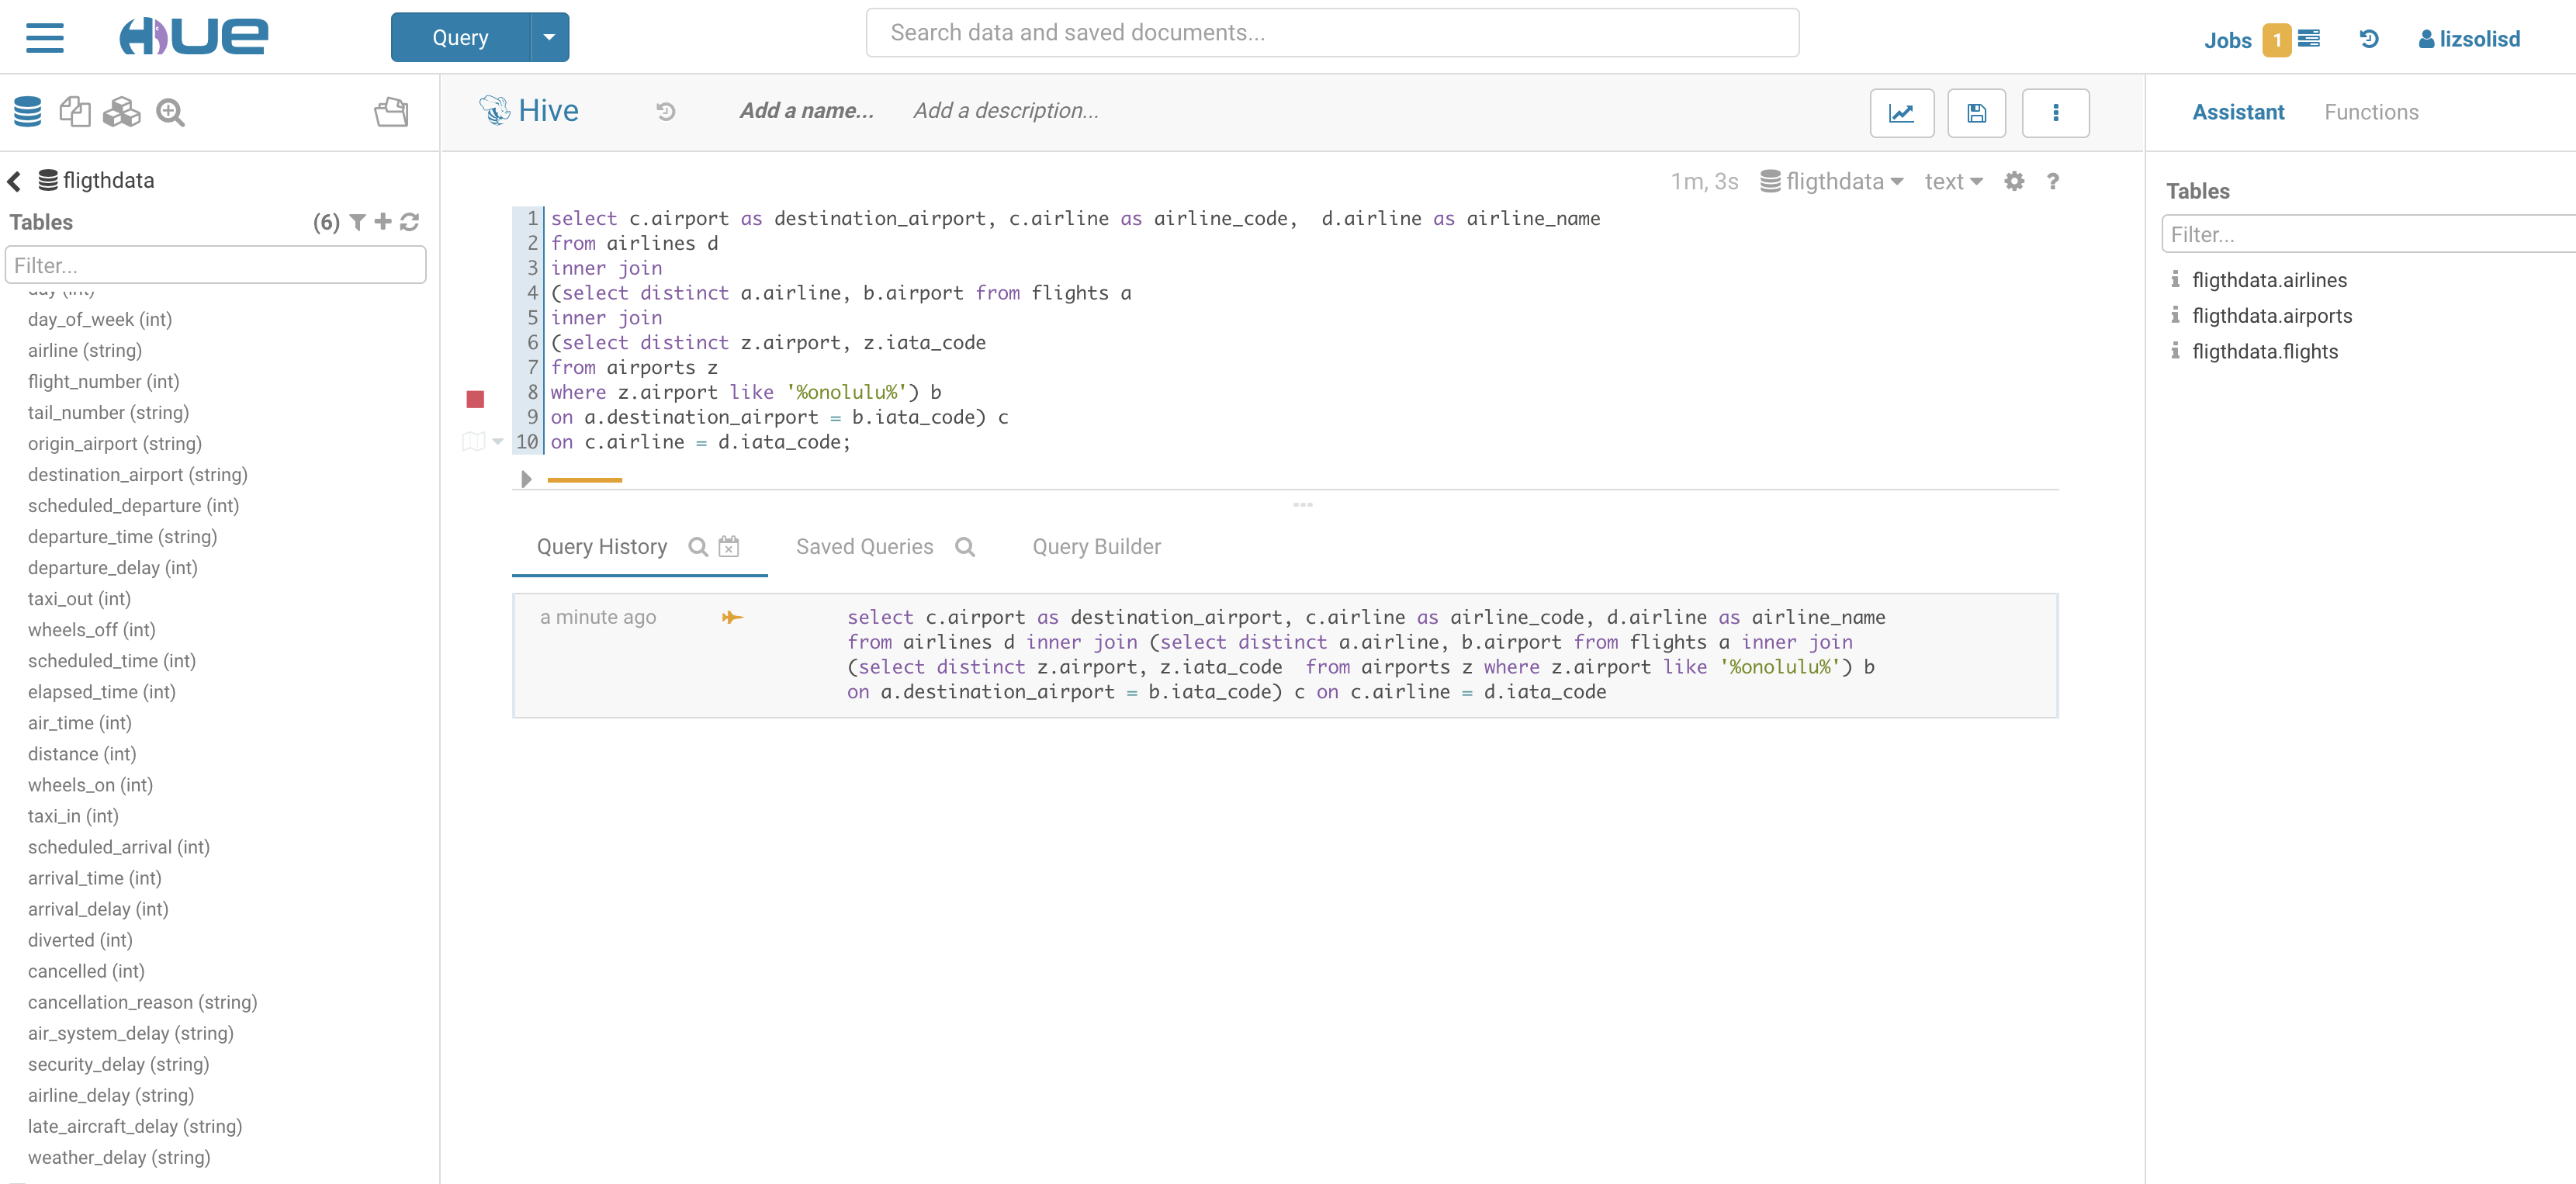 HUE
Query
Search data and saved documents...
Jobs 1
lizsolisd
fligthdata
Tables (6)
Filter...
day (int)
day_of_week (int)
airline (string)
flight_number (int)
tail_number (string)
origin_airport (string)
destination_airport (string)
scheduled_departure (int)
departure_time (string)
departure_delay (int)
taxi_out (int)
wheels_off (int)
scheduled_time (int)
elapsed_time (int)
air_time (int)
distance (int)
wheels_on (int)
taxi_in (int)
scheduled_arrival (int)
arrival_time (int)
arrival_delay (int)
diverted (int)
cancelled (int)
cancellation_reason (string)
air_system_delay (string)
security_delay (string)
airline_delay (string)
late_aircraft_delay (string)
weather_delay (string)
Hive
Add a name...
Add a description...
1m, 3s fligthdata text ?
1 select c.airport as destination_airport, c.airline as airline_code,  d.airline as airline_name
2 from airlines d
3 inner join
4 (select distinct a.airline, b.airport from flights a
5 inner join
6 (select distinct z.airport, z.iata_code
7 from airports z
8 where z.airport like '%onolulu%') b
9 on a.destination_airport = b.iata_code) c
10 on c.airline = d.iata_code;
Query History
Saved Queries
Query Builder
a minute ago
select c.airport as destination_airport, c.airline as airline_code, d.airline as airline_name
from airlines d inner join (select distinct a.airline, b.airport from flights a inner join
(select distinct z.airport, z.iata_code  from airports z where z.airport like '%onolulu%') b
on a.destination_airport = b.iata_code) c on c.airline = d.iata_code
Assistant
Functions
Tables
Filter...
fligthdata.airlines
fligthdata.airports
fligthdata.flights